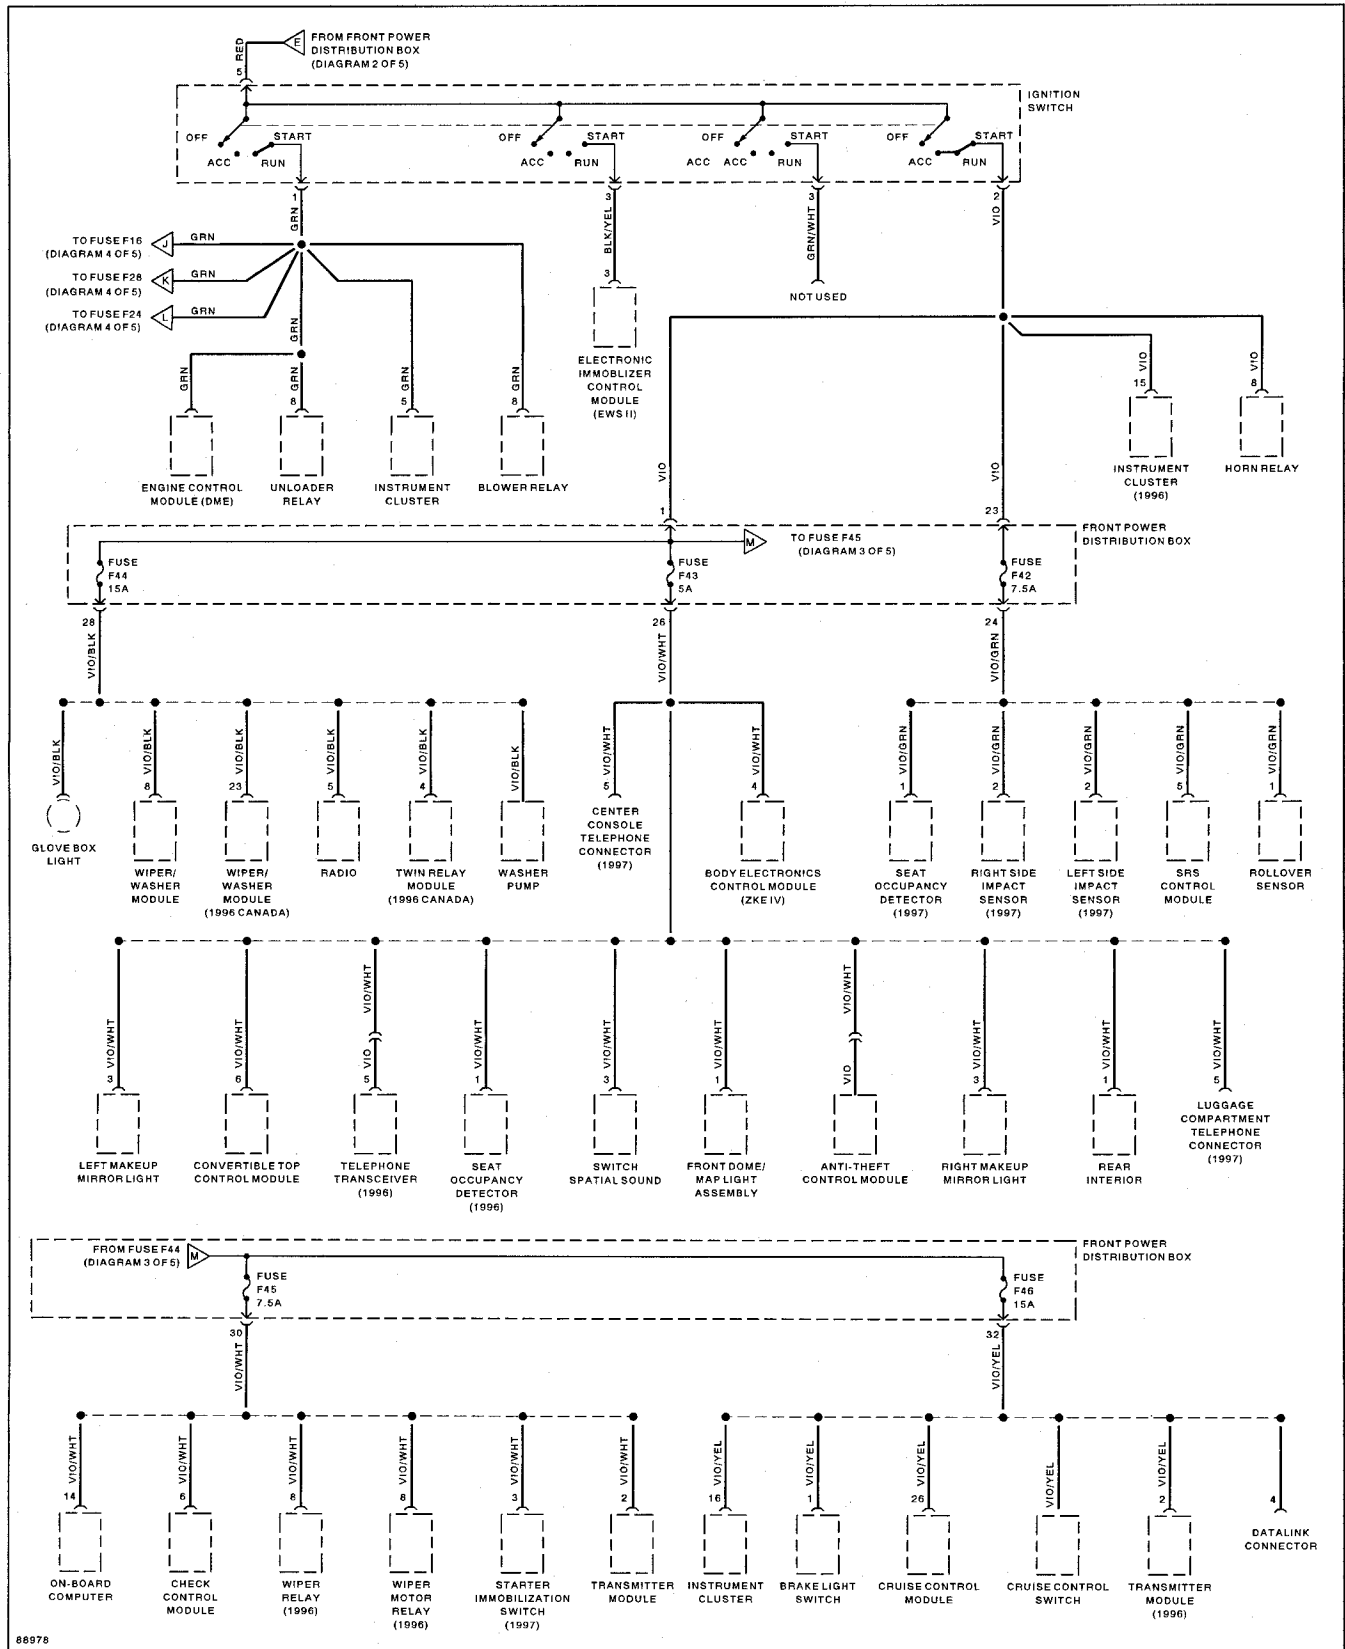 RED
5
E
FROM FRONT POWER
DISTRIBUTION BOX
(DIAGRAM 2 OF 5)
IGNITION
SWITCH
OFF
ACC
RUN
START
OFF
ACC
RUN
START
OFF
ACC
ACC
RUN
START
OFF
ACC
RUN
START
1
GRN
3
BLK/YEL
3
3
GRN/WHT
2
VIO
TO FUSE F16
(DIAGRAM 4 OF 5)
J
GRN
TO FUSE F28
(DIAGRAM 4 OF 5)
K
GRN
TO FUSE F24
(DIAGRAM 4 OF 5)
L
GRN
GRN
NOT USED
ELECTRONIC
IMMOBLIZER
CONTROL
MODULE
(EWS II)
GRN
GRN
8
GRN
5
GRN
8
VIO
15
VIO
8
ENGINE CONTROL
MODULE (DME)
UNLOADER
RELAY
INSTRUMENT
CLUSTER
BLOWER RELAY
INSTRUMENT
CLUSTER
(1996)
HORN RELAY
VIO
1
VIO
23
FRONT POWER
DISTRIBUTION BOX
M
TO FUSE F45
(DIAGRAM 3 OF 5)
FUSE
F44
15A
FUSE
F43
5A
FUSE
F42
7.5A
28
VIO/BLK
26
VIO/WHT
24
VIO/GRN
VIO/BLK
VIO/BLK
8
VIO/BLK
23
VIO/BLK
5
VIO/BLK
4
VIO/BLK
VIO/WHT
5
VIO/WHT
4
VIO/GRN
1
VIO/GRN
2
VIO/GRN
2
VIO/GRN
5
VIO/GRN
1
GLOVE BOX
LIGHT
WIPER/
WASHER
MODULE
WIPER/
WASHER
MODULE
(1996 CANADA)
RADIO
TWIN RELAY
MODULE
(1996 CANADA)
WASHER
PUMP
CENTER
CONSOLE
TELEPHONE
CONNECTOR
(1997)
BODY ELECTRONICS
CONTROL MODULE
(ZKE IV)
SEAT
OCCUPANCY
DETECTOR
(1997)
RIGHT SIDE
IMPACT
SENSOR
(1997)
LEFT SIDE
IMPACT
SENSOR
(1997)
SRS
CONTROL
MODULE
ROLLOVER
SENSOR
VIO/WHT
3
VIO/WHT
6
VIO/WHT
VIO
5
VIO/WHT
1
VIO/WHT
3
VIO/WHT
1
VIO/WHT
VIO
VIO/WHT
3
VIO/WHT
1
VIO/WHT
5
LEFT MAKEUP
MIRROR LIGHT
CONVERTIBLE TOP
CONTROL MODULE
TELEPHONE
TRANSCEIVER
(1996)
SEAT
OCCUPANCY
DETECTOR
(1996)
SWITCH
SPATIAL SOUND
FRONT DOME/
MAP LIGHT
ASSEMBLY
ANTI-THEFT
CONTROL MODULE
RIGHT MAKEUP
MIRROR LIGHT
REAR
INTERIOR
LUGGAGE
COMPARTMENT
TELEPHONE
CONNECTOR
(1997)
FROM FUSE F44
(DIAGRAM 3 OF 5)
M
FRONT POWER
DISTRIBUTION BOX
FUSE
F45
7.5A
FUSE
F46
15A
30
VIO/WHT
32
VIO/YEL
VIO/WHT
14
VIO/WHT
6
VIO/WHT
8
VIO/WHT
8
VIO/WHT
3
VIO/WHT
2
VIO/YEL
16
VIO/YEL
1
VIO/YEL
26
VIO/YEL
VIO/YEL
2
4
ON-BOARD
COMPUTER
CHECK
CONTROL
MODULE
WIPER
RELAY
(1996)
WIPER
MOTOR
RELAY
(1996)
STARTER
IMMOBILIZATION
SWITCH
(1997)
TRANSMITTER
MODULE
INSTRUMENT
CLUSTER
BRAKE LIGHT
SWITCH
CRUISE CONTROL
MODULE
CRUISE CONTROL
SWITCH
TRANSMITTER
MODULE
(1996)
DATALINK
CONNECTOR
88978